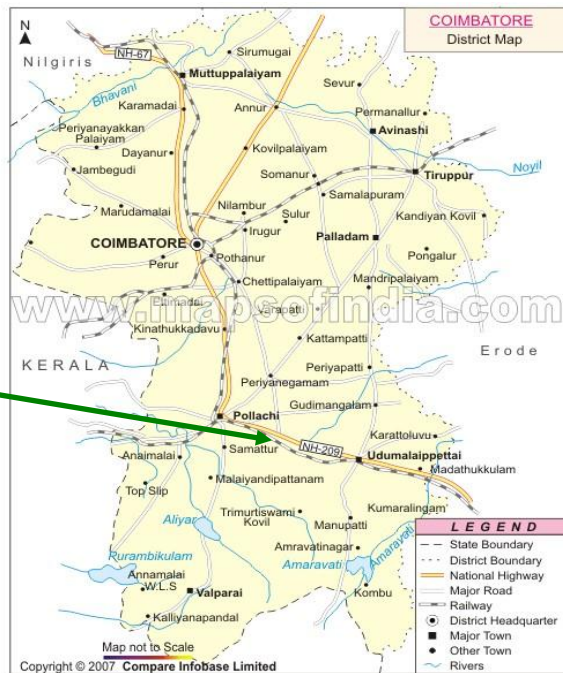 COIMBATORE
District Map
N
Nilgiris
NH-67
Sirumugai
Muttuppalaiyam
Bhavani
Karamadai
Annur
Sevur
Permanallur
Periyanayakkan
Palaiyam
Avinashi
Dayanur
Kovilpalaiyam
Noyil
Jambegudi
Somanur
Tiruppur
Samalapuram
Marudamalai
Nilambur
Sulur
Kandiyan Kovil
COIMBATORE
Irugur
Palladam
Perur
Pothanur
Pongalur
Chettipalaiyam
Mandripalaiyam
www.mapsofindia.com
Ettimadai
Varapatti
Kinathukkadavu
Kattampatti
Erode
KERALA
Periyapatti
Periyanegamam
Gudimangalam
Pollachi
NH-209
Karattoluvu
Anaimalai
Samattur
Udumalaippettai
Madathukkulam
Top Slip
Malaiyandipattanam
Aliyar
Trimurtiswami
Kovil
Kumaralingam
Manupatti
Purambikulam
Amravatinagar
Amaravati
Amaravati
Annamalai
W.L.S
Valparai
Kombu
Kalliyanapandal
LEGEND
State Boundary
District Boundary
National Highway
Major Road
Railway
District Headquarter
Major Town
Other Town
Rivers
Map not to Scale
Copyright © 2007 Compare Infobase Limited